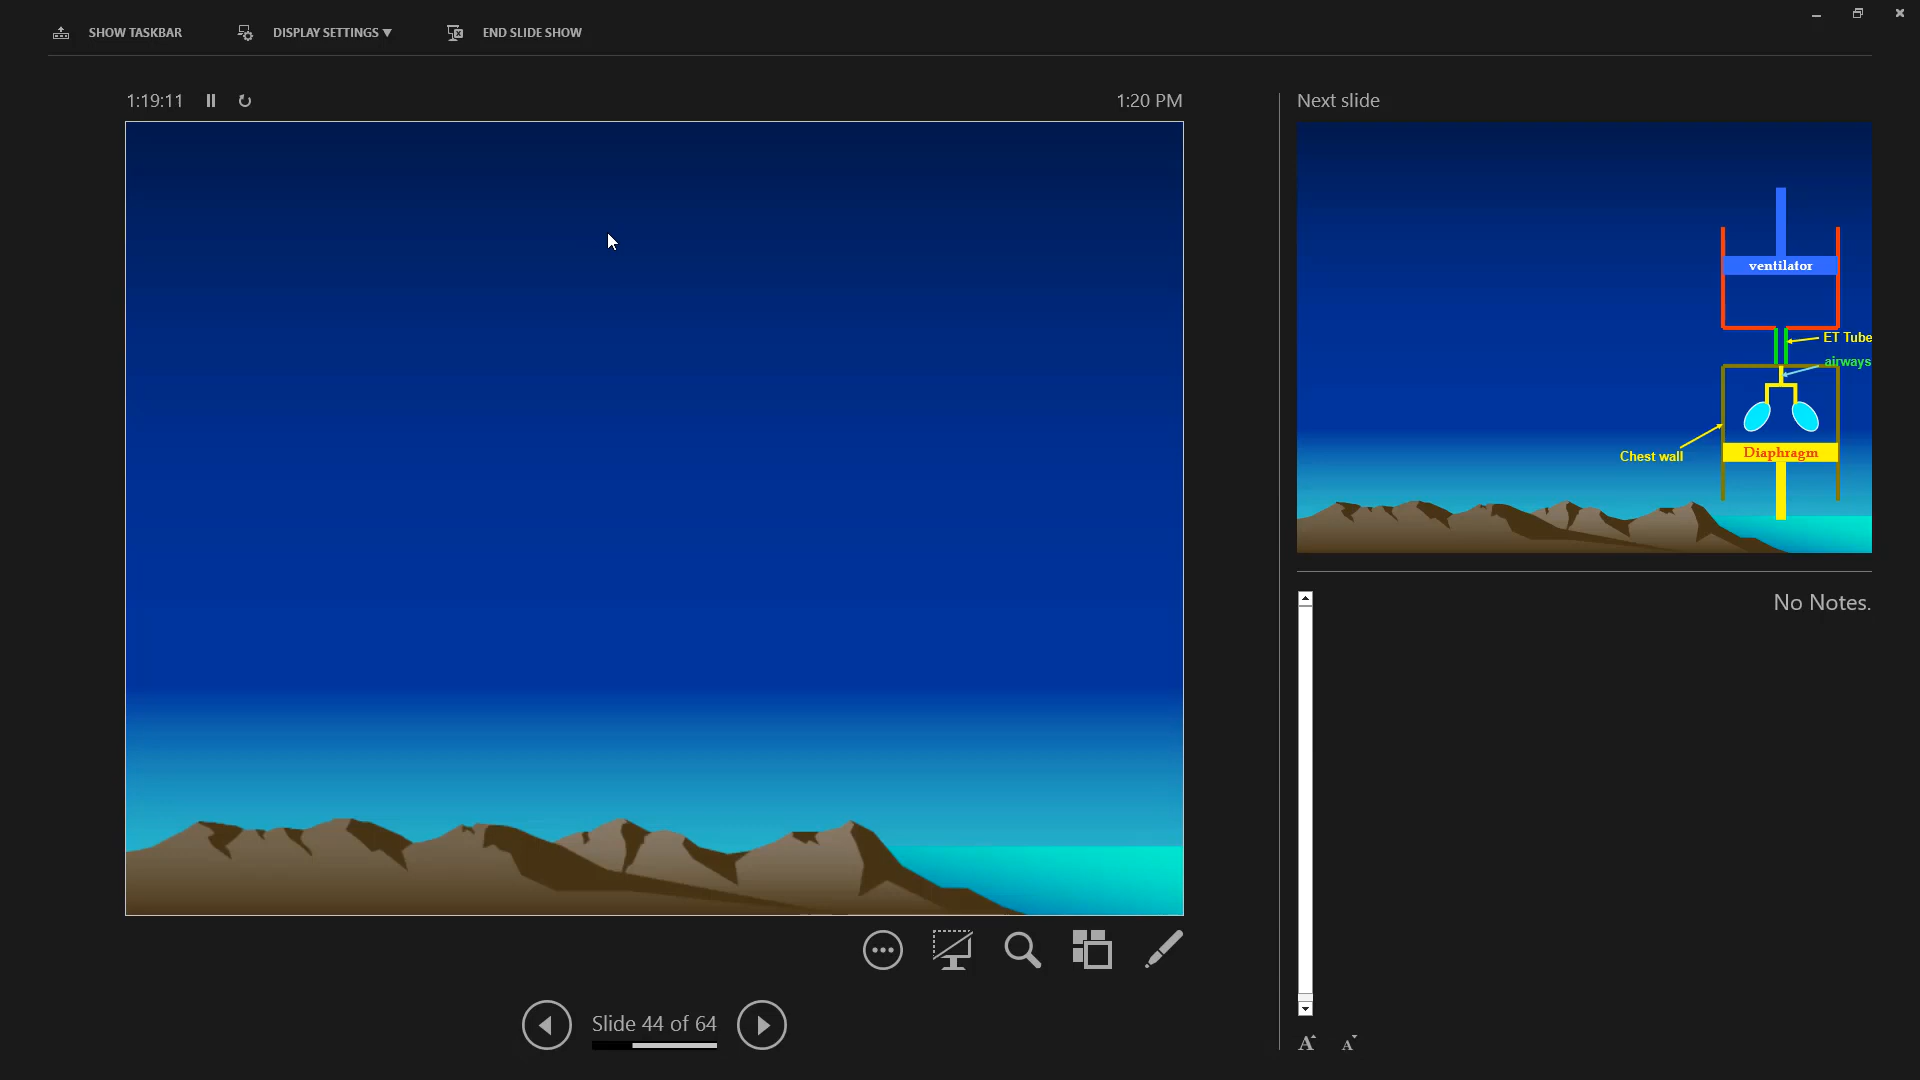 SHOW TASKBAR
DISPLAY SETTINGS ▼
END SLIDE SHOW
1:19:11
1:20 PM
Next slide
ventilator
ET Tube
airways
Chest wall
Diaphragm
No Notes.
Slide 44 of 64
A
A